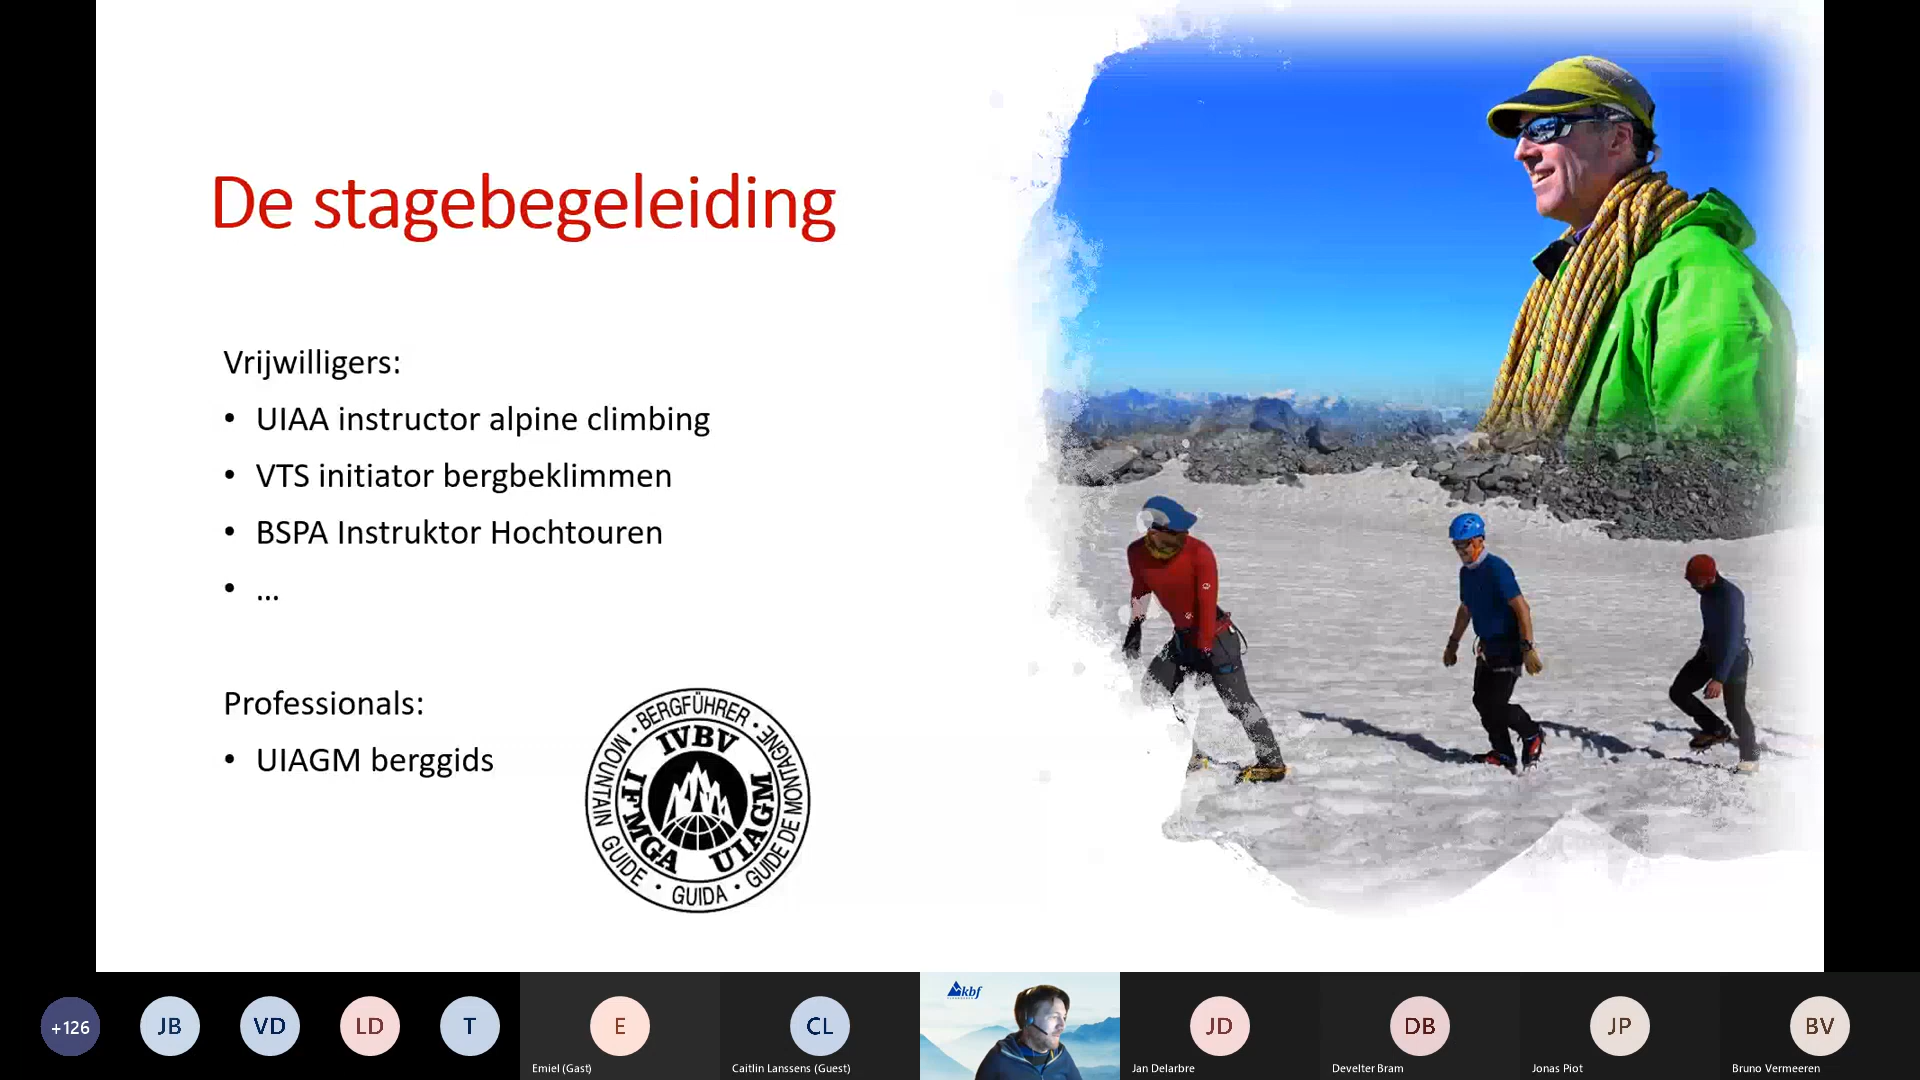 De stagebegeleiding
Vrijwilligers:
• UIAA instructor alpine climbing
• VTS initiator bergbeklimmen
• BSPA Instruktor Hochtouren
• ...
Professionals:
• UIAGM berggids
• BERGFÜHRER • GUIDE DE MONTAGNE • GUIDA • MOUNTAIN GUIDE
IVBV
UIAGM
IFMGA
kbf
+126
JB
VD
LD
T
E
CL
JD
DB
JP
BV
Emiel (Gast)
Caitlin Lanssens (Guest)
Jan Delarbre
Develter Bram
Jonas Piot
Bruno Vermeeren